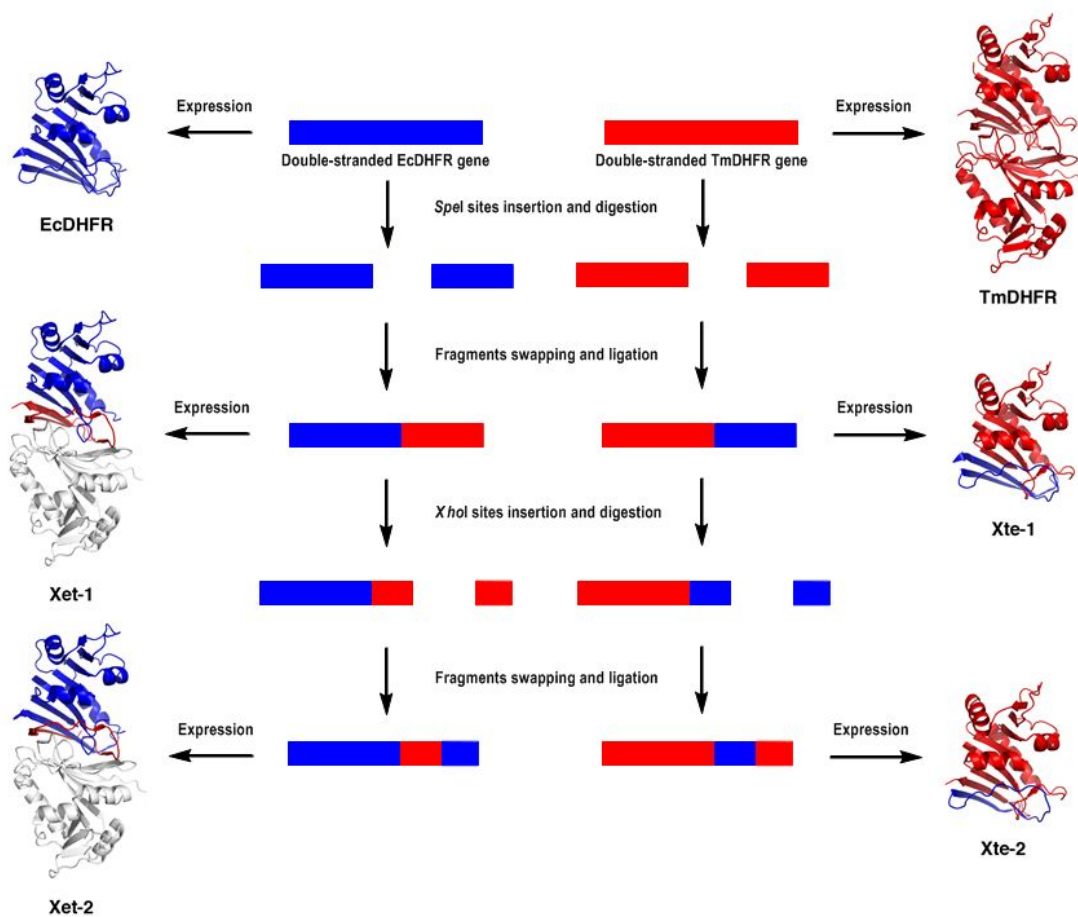 Expression
Expression
Double-stranded EcDHFR gene
Double-stranded TmDHFR gene
EcDHFR
SpeI sites insertion and digestion
TmDHFR
Fragments swapping and ligation
Expression
Expression
XhoI sites insertion and digestion
Xte-1
Xet-1
Fragments swapping and ligation
Expression
Expression
Xte-2
Xet-2